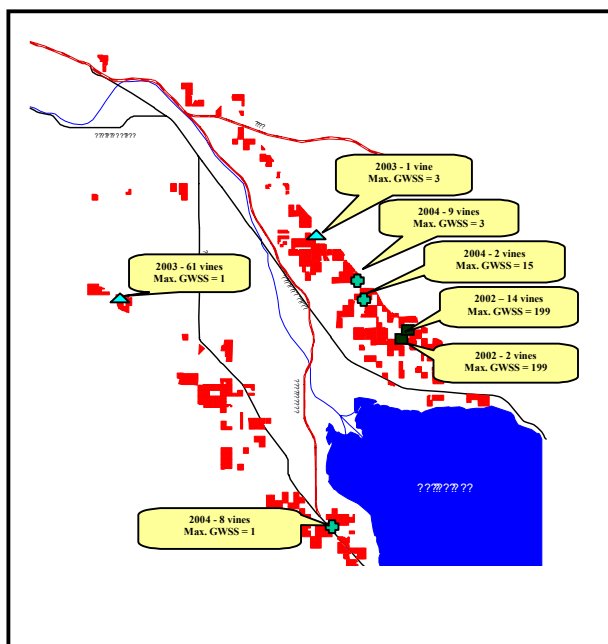 2003 - 1 vine
Max. GWSS = 3
2004 - 9 vines
Max. GWSS = 3
2004 - 2 vines
Max. GWSS = 15
2003 - 61 vines
Max. GWSS = 1
2002 – 14 vines
Max. GWSS = 199
2002 - 2 vines
Max. GWSS = 199
2004 - 8 vines
Max. GWSS = 1